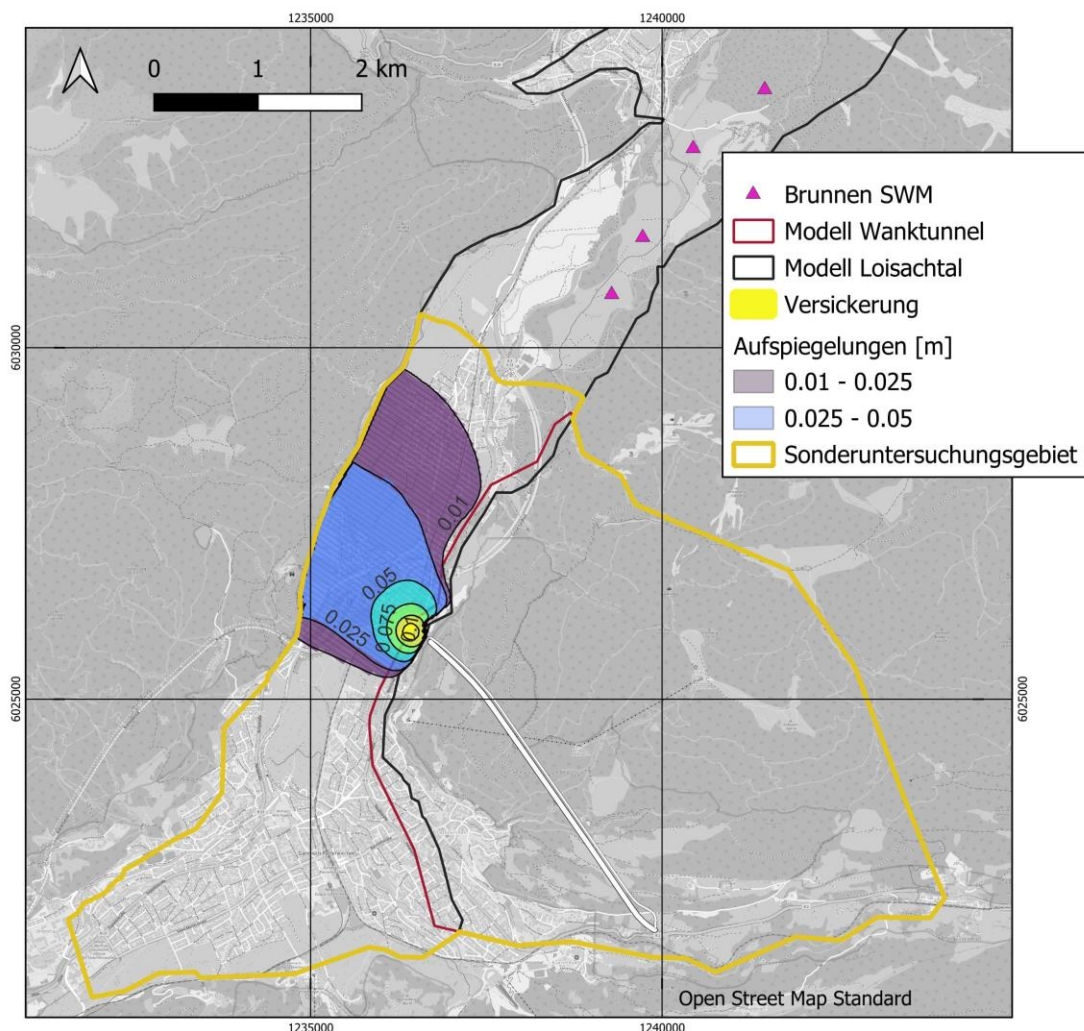 1235000
1240000
0 1 2 km
Brunnen SWM
Modell Wanktunnel
Modell Loisachtal
Versickerung
Aufspiegelungen [m]
0.01 - 0.025
0.025 - 0.05
Sonderuntersuchungsgebiet
6030000
0.01
0.05
0.075
0.1
0.025
6025000
6025000
Open Street Map Standard
1235000
1240000